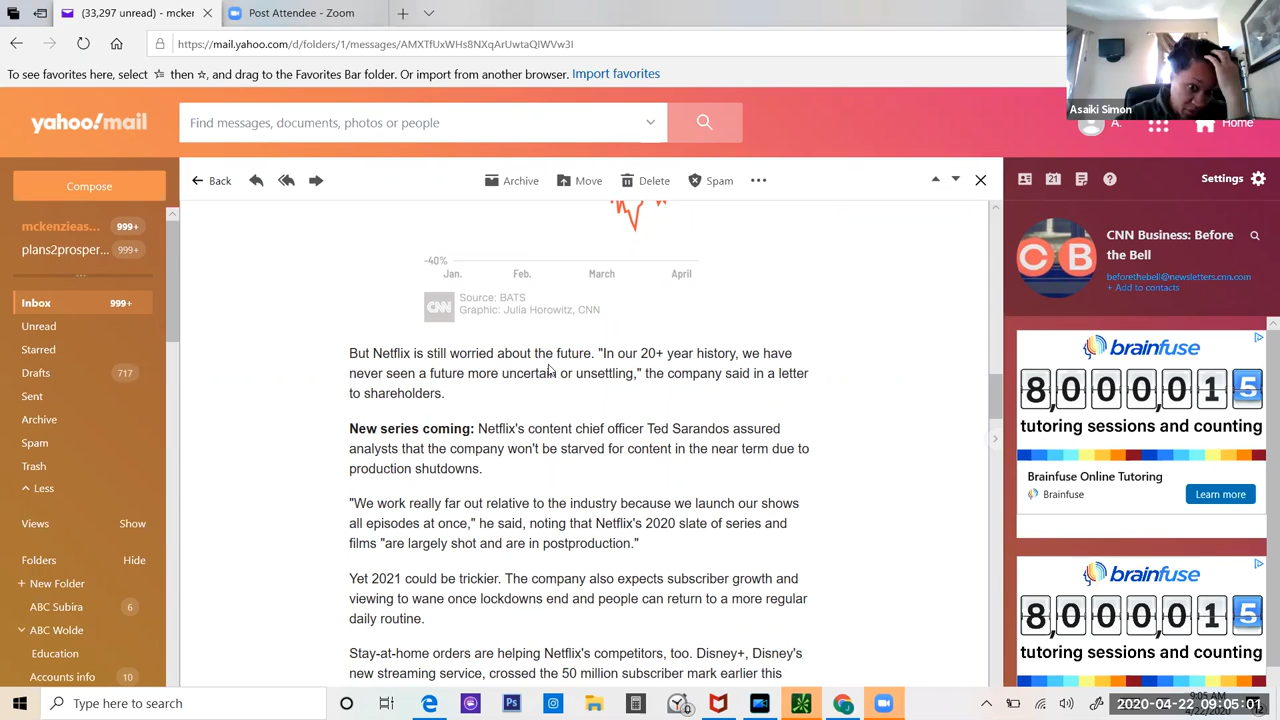 (33,297 unread) - mcken
Post Attendee - Zoom
https://mail.yahoo.com/d/folders/1/messages/AMXTfUxWHs8NXqArUwtaQIWVw3I
To see favorites here, select then, and drag to the Favorites Bar folder. Or import from another browser. Import favorites
Asaiki Simon
yahoo!mail
Find messages, documents, photos or people
A.
Home
Compose
Back
Archive
Move
Delete
Spam
Settings
mckenzieas... 999+
plans2prosper... 999+
Inbox 999+
Unread
Starred
Drafts 717
Sent
Archive
Spam
Trash
Less
Views Show
Folders Hide
+ New Folder
ABC Subira 6
ABC Wolde
Education
Accounts info 10
-40%
Jan. Feb. March April
CNN
Source: BATS
Graphic: Julia Horowitz, CNN
But Netflix is still worried about the future. "In our 20+ year history, we have
never seen a future more uncertain or unsettling," the company said in a letter
to shareholders.
New series coming: Netflix's content chief officer Ted Sarandos assured
analysts that the company won't be starved for content in the near term due to
production shutdowns.
"We work really far out relative to the industry because we launch our shows
all episodes at once," he said, noting that Netflix's 2020 slate of series and
films "are largely shot and are in postproduction."
Yet 2021 could be trickier. The company also expects subscriber growth and
viewing to wane once lockdowns end and people can return to a more regular
daily routine.
Stay-at-home orders are helping Netflix's competitors, too. Disney+, Disney's
new streaming service, crossed the 50 million subscriber mark earlier this
21
C B
CNN Business: Before
the Bell
beforethebell@newsletters.cnn.com
+ Add to contacts
brainfuse
8,000,015
tutoring sessions and counting
Brainfuse Online Tutoring
Brainfuse
Learn more
brainfuse
8,000,015
tutoring sessions and counting
Type here to search
9:05 AM
4/22/2020
2020-04-22 09:05:01